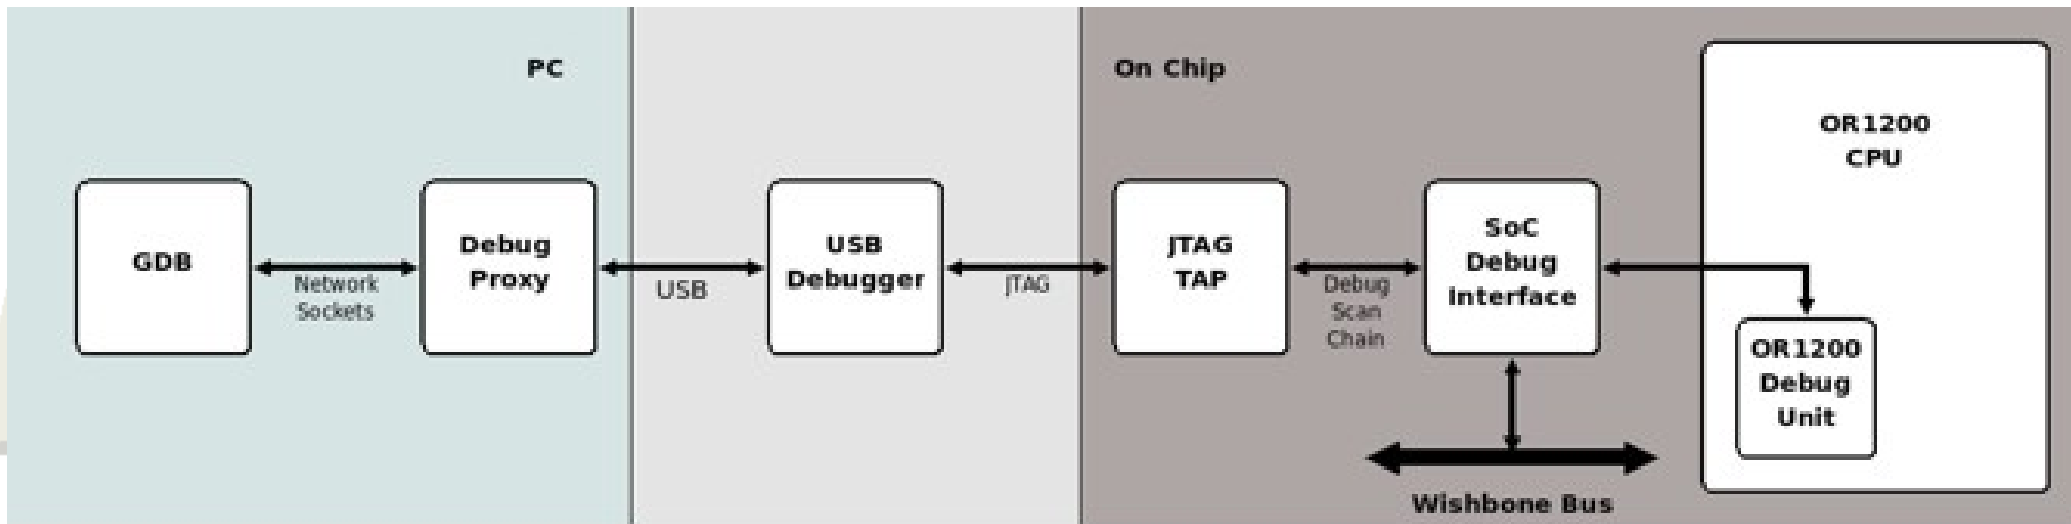 PC
On Chip
GDB
Network
Sockets
Debug
Proxy
USB
USB
Debugger
JTAG
JTAG
TAP
Debug
Scan
Chain
SoC
Debug
Interface
Wishbone Bus
OR1200
CPU
OR1200
Debug
Unit